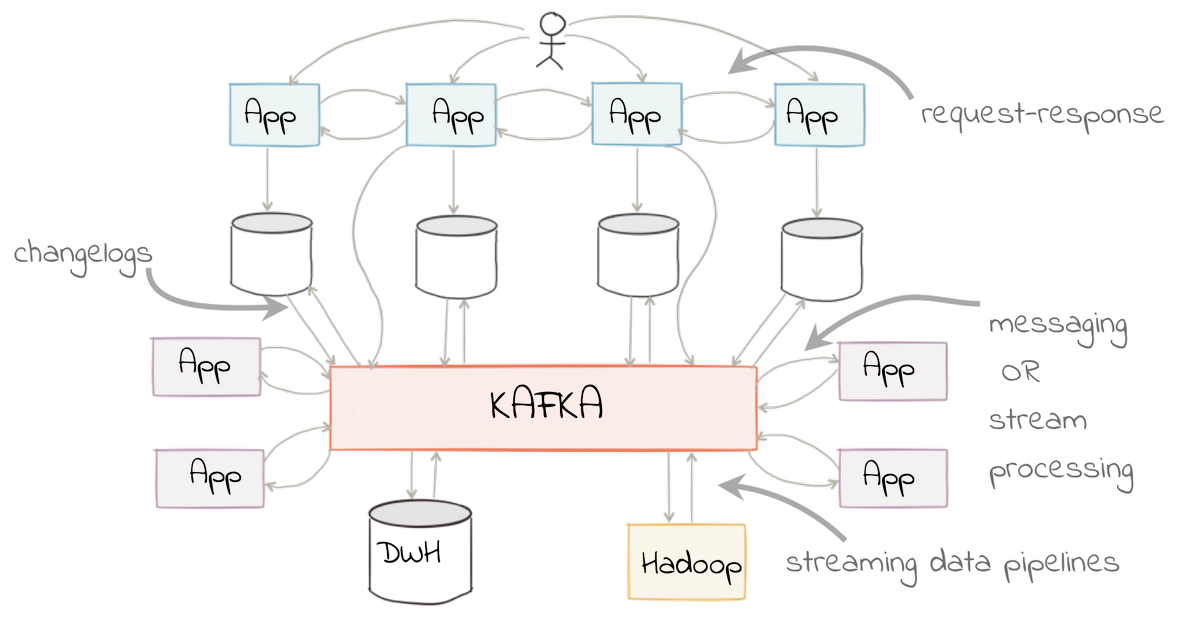 App
App
App
App
request-response
changelogs
App
App
KAFKA
App
App
messaging
OR
stream
processing
DWH
Hadoop
streaming data pipelines